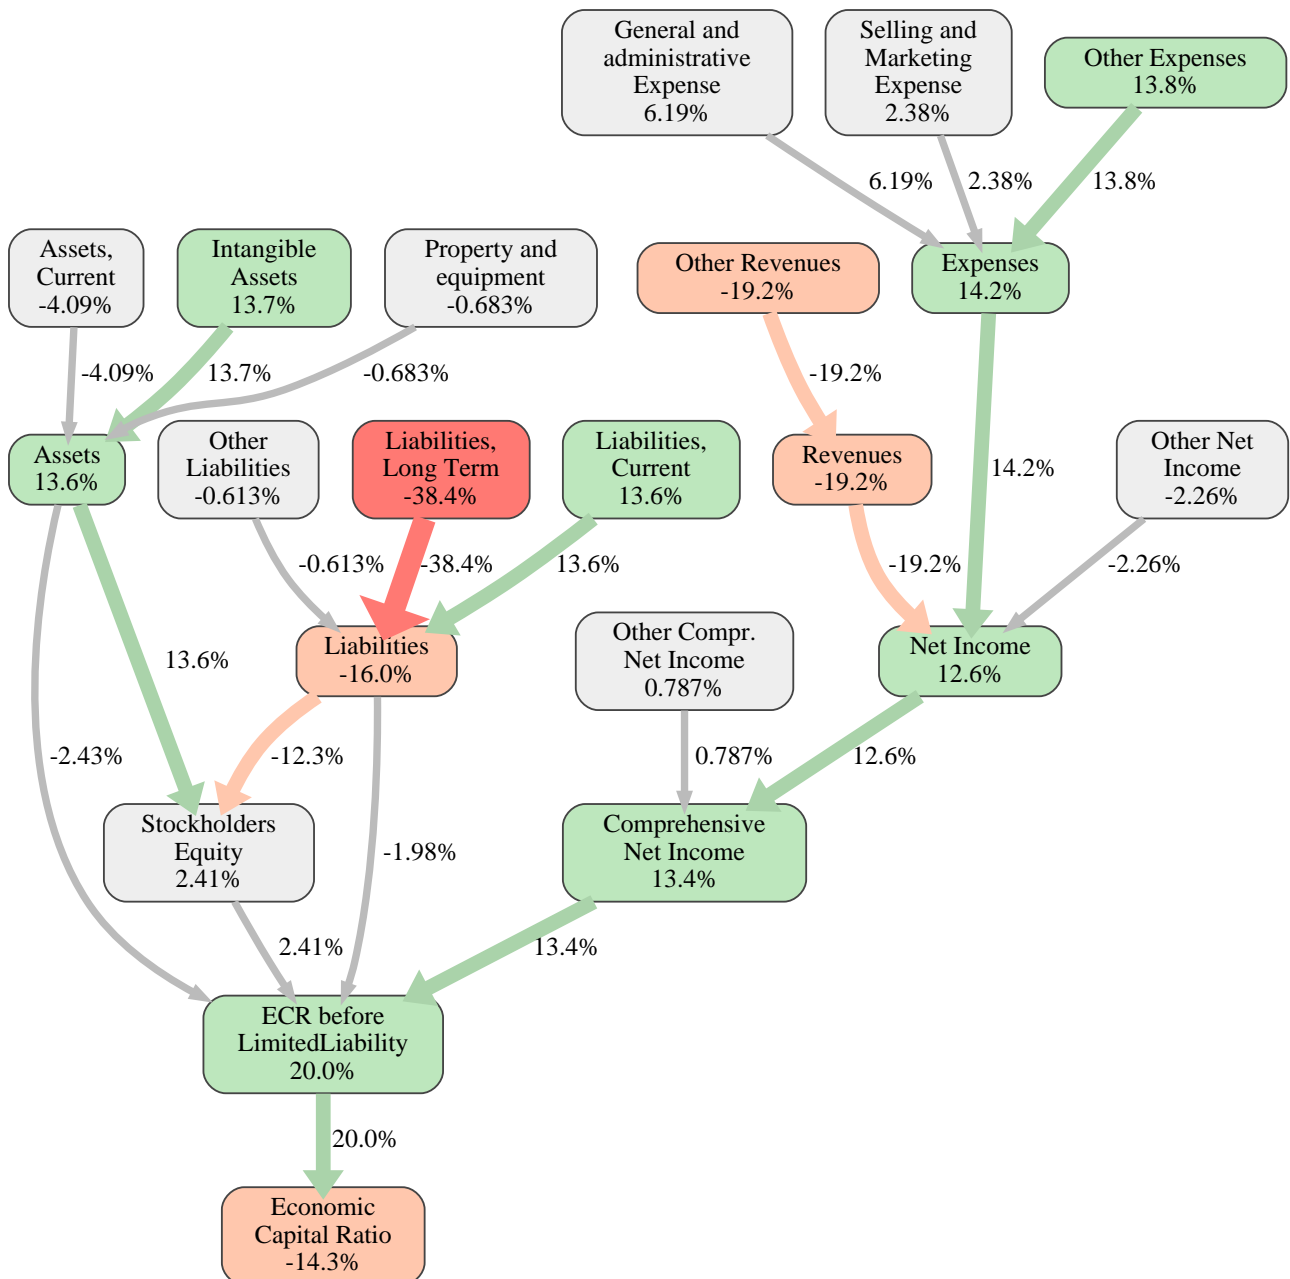 General and
administrative
Expense
6.19%
Selling and
Marketing
Expense
2.38%
Other Expenses
13.8%
6.19%
2.38%
13.8%
Assets,
Current
-4.09%
Intangible
Assets
13.7%
Property and
equipment
-0.683%
Other Revenues
-19.2%
Expenses
14.2%
-4.09%
13.7%
-0.683%
-19.2%
14.2%
Assets
13.6%
Other
Liabilities
-0.613%
Liabilities,
Long Term
-38.4%
Liabilities,
Current
13.6%
Revenues
-19.2%
Other Net
Income
-2.26%
-0.613%
-38.4%
13.6%
-19.2%
-2.26%
13.6%
Liabilities
-16.0%
Other Compr.
Net Income
0.787%
Net Income
12.6%
-2.43%
-12.3%
0.787%
12.6%
Stockholders
Equity
2.41%
-1.98%
Comprehensive
Net Income
13.4%
2.41%
13.4%
ECR before
LimitedLiability
20.0%
20.0%
Economic
Capital Ratio
-14.3%